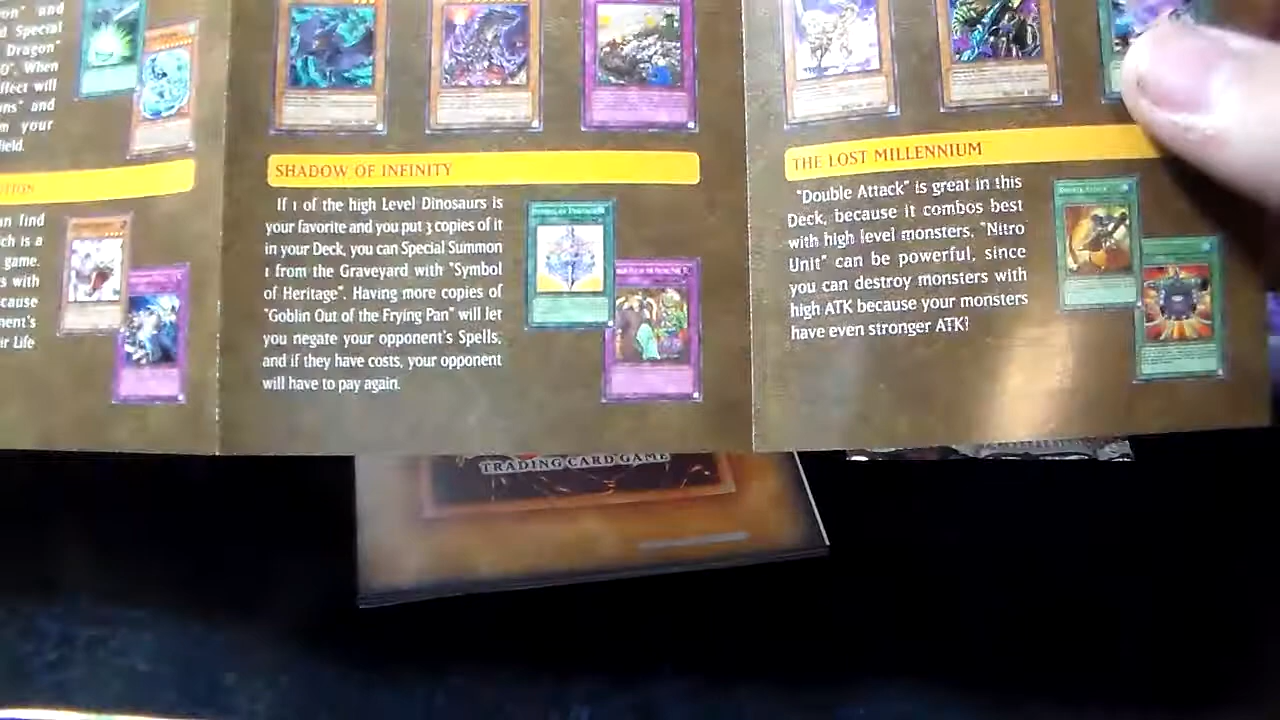 on" and
d Special
Dragon"
0". When
ffect will
ons" and
m your
field.
TION
an find
ch is a
game.
s with
cause
nent's
ir Life
SHADOW OF INFINITY
If 1 of the high Level Dinosaurs is
your favorite and you put 3 copies of it
in your Deck, you can Special Summon
1 from the Graveyard with "Symbol
of Heritage". Having more copies of
"Goblin Out of the Frying Pan" will let
you negate your opponent's Spells,
and if they have costs, your opponent
will have to pay again.
THE LOST MILLENNIUM
"Double Attack" is great in this
Deck, because it combos best
with high level monsters. "Nitro
Unit" can be powerful, since
you can destroy monsters with
high ATK because your monsters
have even stronger ATK!
TRADING CARD GAME